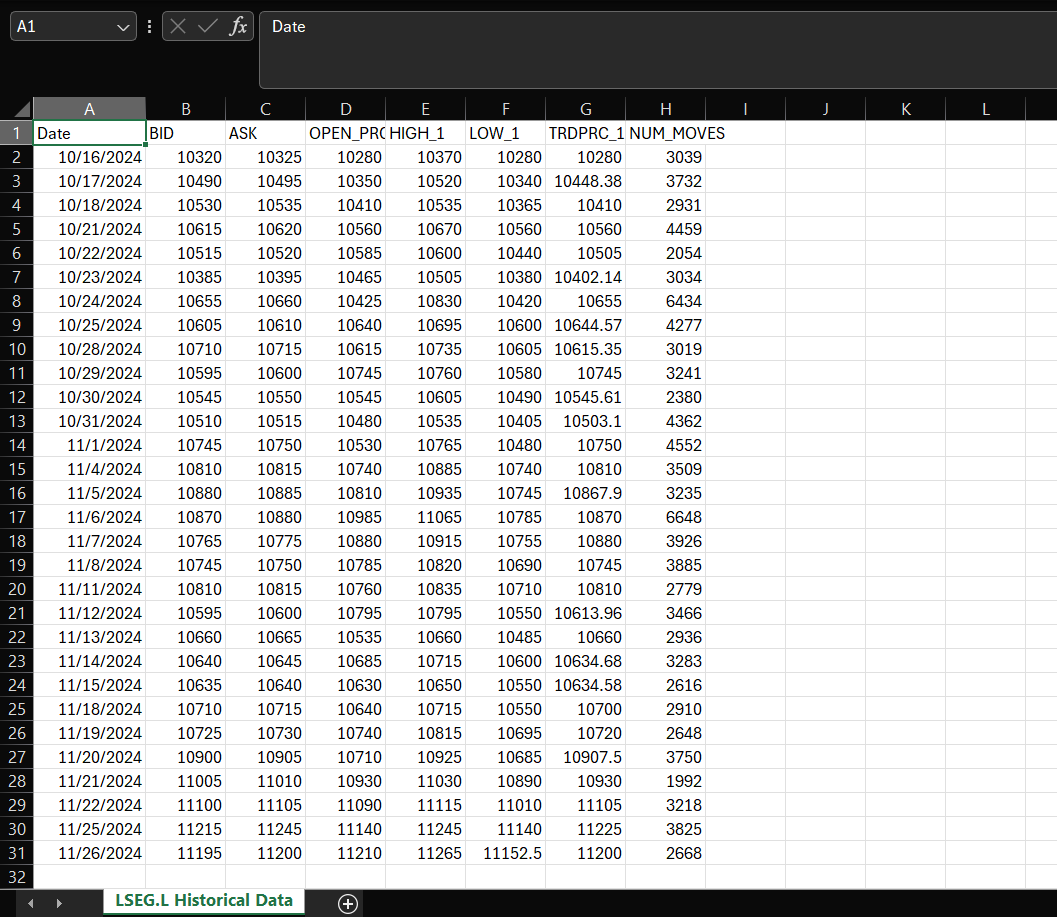 A1 fx Date
A B C D E F G H I J K L
1 Date BID ASK OPEN_PRC HIGH_1 LOW_1 TRDPRC_1 NUM_MOVES
2 10/16/2024 10320 10325 10280 10370 10280 10280 3039
3 10/17/2024 10490 10495 10350 10520 10340 10448.38 3732
4 10/18/2024 10530 10535 10410 10535 10365 10410 2931
5 10/21/2024 10615 10620 10560 10670 10560 10560 4459
6 10/22/2024 10515 10520 10585 10600 10440 10505 2054
7 10/23/2024 10385 10395 10465 10505 10380 10402.14 3034
8 10/24/2024 10655 10660 10425 10830 10420 10655 6434
9 10/25/2024 10605 10610 10640 10695 10600 10644.57 4277
10 10/28/2024 10710 10715 10615 10735 10605 10615.35 3019
11 10/29/2024 10595 10600 10745 10760 10580 10745 3241
12 10/30/2024 10545 10550 10545 10605 10490 10545.61 2380
13 10/31/2024 10510 10515 10480 10535 10405 10503.1 4362
14 11/1/2024 10745 10750 10530 10765 10480 10750 4552
15 11/4/2024 10810 10815 10740 10885 10740 10810 3509
16 11/5/2024 10880 10885 10810 10935 10745 10867.9 3235
17 11/6/2024 10870 10880 10985 11065 10785 10870 6648
18 11/7/2024 10765 10775 10880 10915 10755 10880 3926
19 11/8/2024 10745 10750 10785 10820 10690 10745 3885
20 11/11/2024 10810 10815 10760 10835 10710 10810 2779
21 11/12/2024 10595 10600 10795 10795 10550 10613.96 3466
22 11/13/2024 10660 10665 10535 10660 10485 10660 2936
23 11/14/2024 10640 10645 10685 10715 10600 10634.68 3283
24 11/15/2024 10635 10640 10630 10650 10550 10634.58 2616
25 11/18/2024 10710 10715 10640 10715 10550 10700 2910
26 11/19/2024 10725 10730 10740 10815 10695 10720 2648
27 11/20/2024 10900 10905 10710 10925 10685 10907.5 3750
28 11/21/2024 11005 11010 10930 11030 10890 10930 1992
29 11/22/2024 11100 11105 11090 11115 11010 11105 3218
30 11/25/2024 11215 11245 11140 11245 11140 11225 3825
31 11/26/2024 11195 11200 11210 11265 11152.5 11200 2668
32
LSEG.L Historical Data